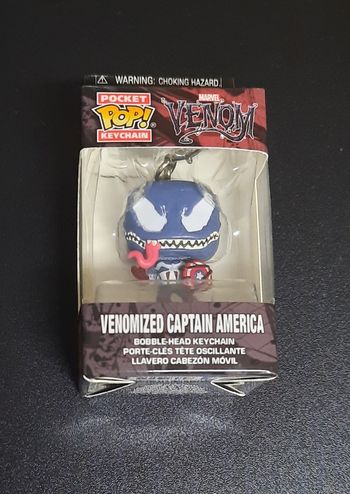 ⚠ WARNING: CHOKING HAZARD.
POCKET
POP!
KEYCHAIN
MARVEL
VENOM
VENOMIZED CAPTAIN AMERICA
BOBBLE-HEAD KEYCHAIN
PORTE-CLÉS TÊTE OSCILLANTE
LLAVERO CABEZÓN MÓVIL